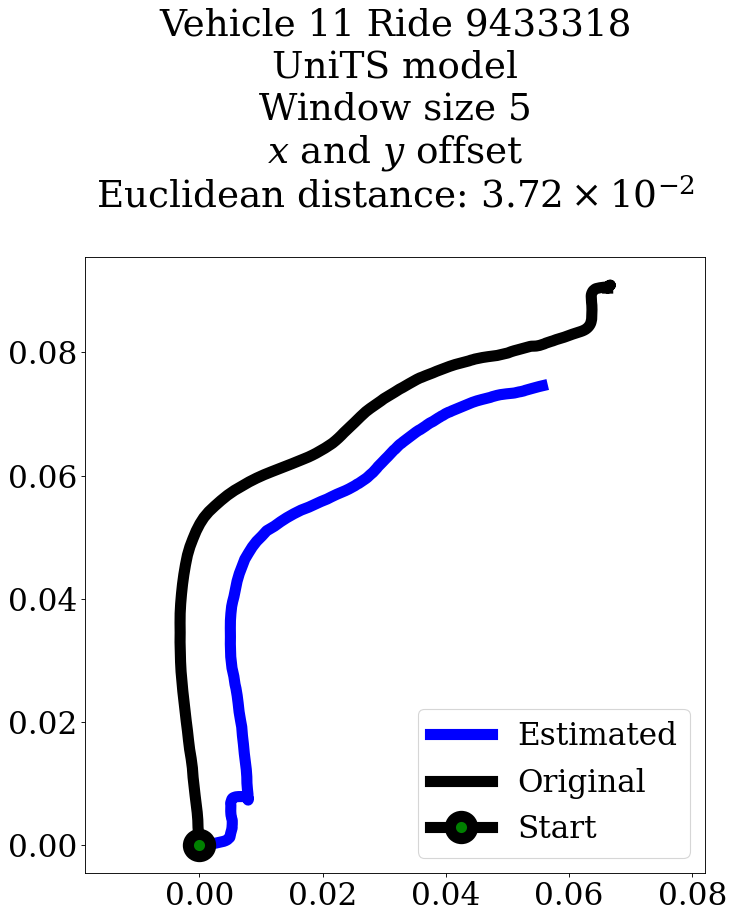 Vehicle 11 Ride 9433318
UniTS model
Window size 5
x and y offset
Euclidean distance: 3.72 × 10⁻²
0.08
0.06
0.04
0.02
0.00
Estimated
Original
Start
0.00 0.02 0.04 0.06 0.08